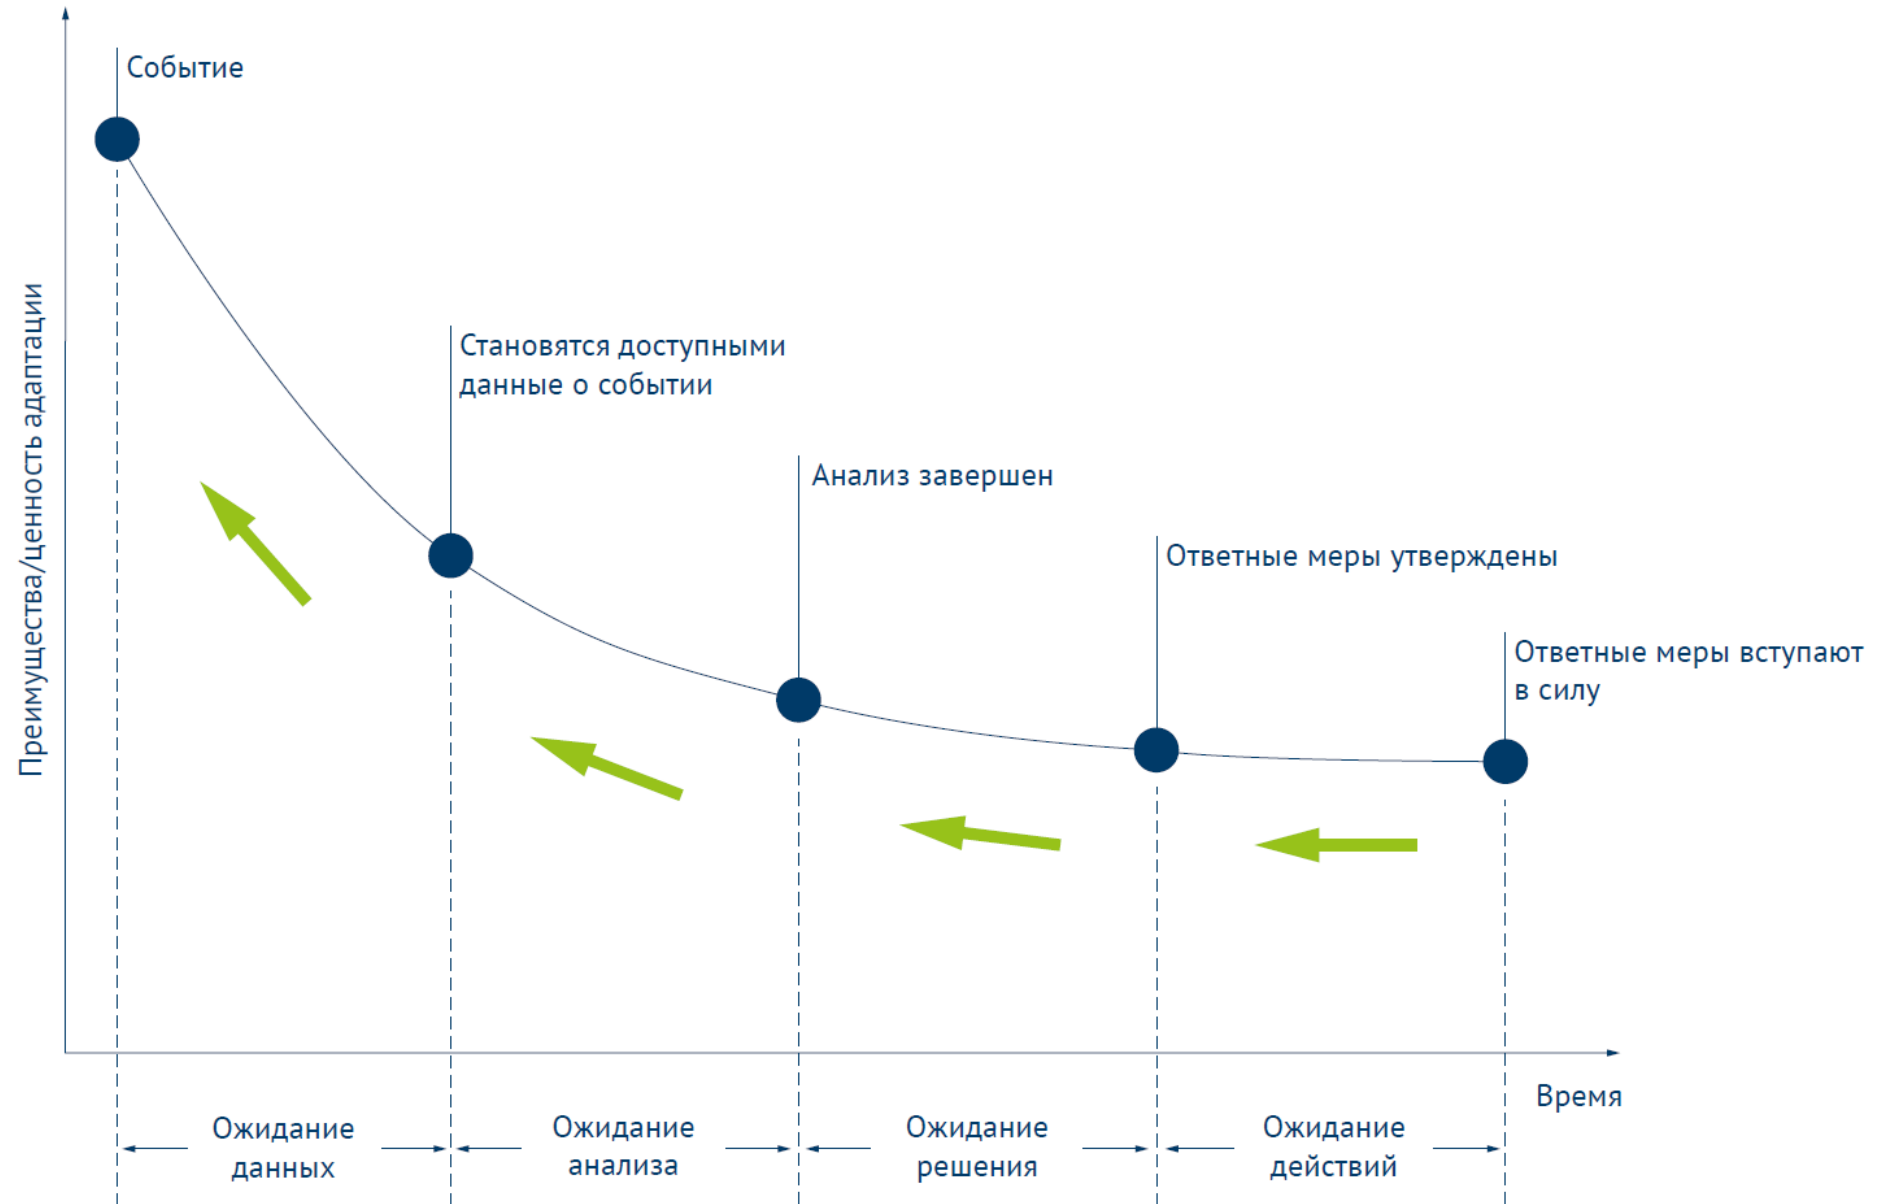 Событие
Становятся доступными
данные о событии
Анализ завершен
Ответные меры утверждены
Ответные меры вступают
в силу
Преимущества/ценность адаптации
Время
Ожидание
данных
Ожидание
анализа
Ожидание
решения
Ожидание
действий